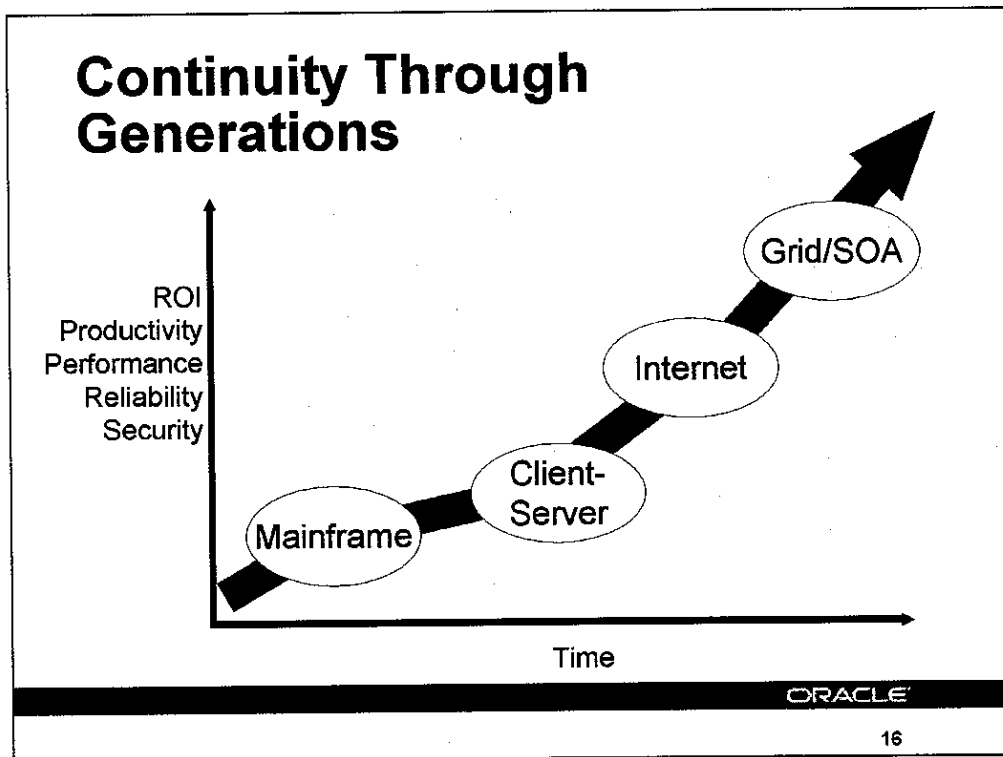 Continuity Through
Generations
ROI
Productivity
Performance
Reliability
Security
Grid/SOA
Internet
Client-
Server
Mainframe
Time
ORACLE
16